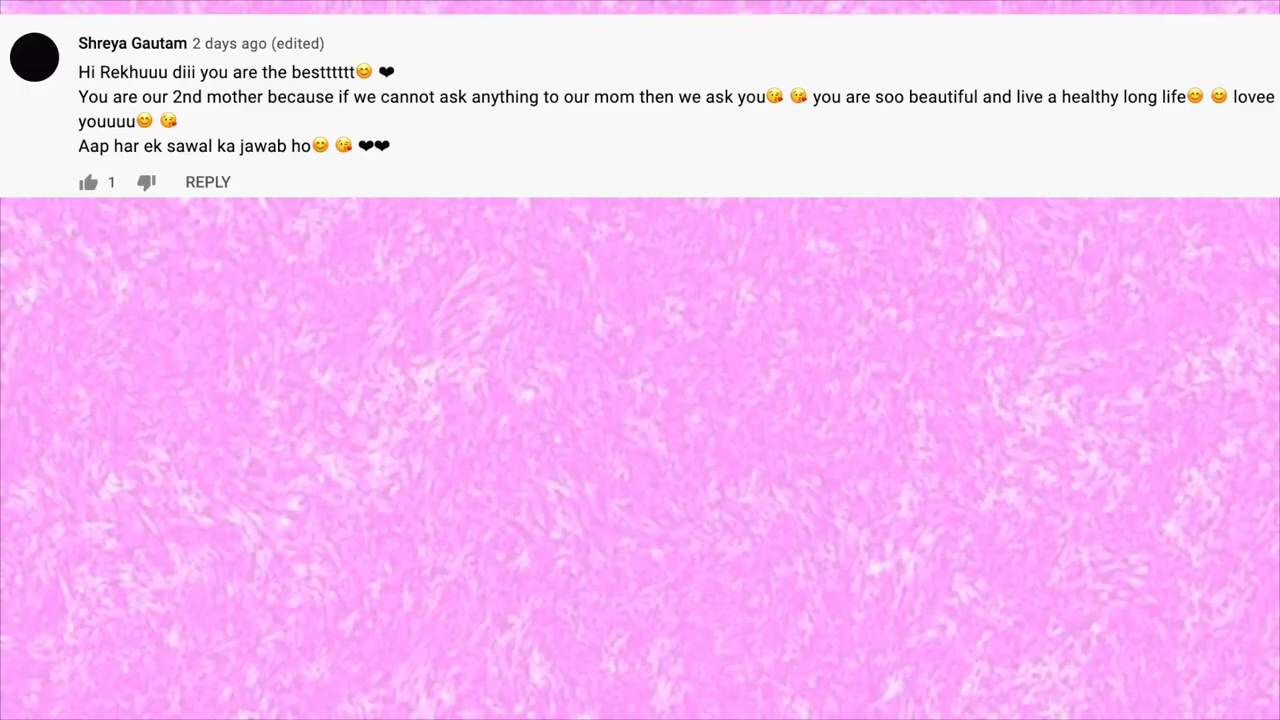 Shreya Gautam 2 days ago (edited)
Hi Rekhuuu diii you are the bestttttt😊 ❤
You are our 2nd mother because if we cannot ask anything to our mom then we ask you😘 😘 you are soo beautiful and live a healthy long life😊 😊 lovee
youuuu😊 😘
Aap har ek sawal ka jawab ho😊 😘 ❤❤
1 REPLY